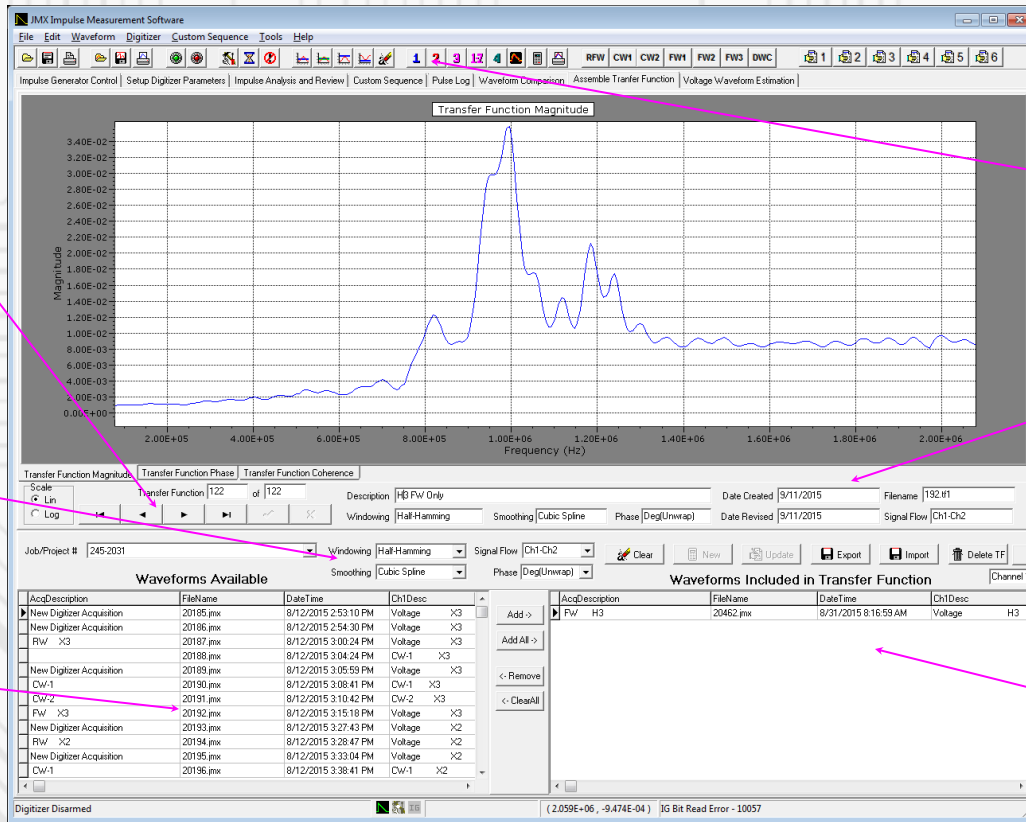 JMX Impulse Measurement Software
File Edit Waveform Digitizer Custom Sequence Tools Help
1 2 3 17 4 RFW CW1 CW2 FW1 FW2 FW3 DWC 1 2 3 4 5 6
Impulse Generator Control Setup Digitizer Parameters Impulse Analysis and Review Custom Sequence Pulse Log Waveform Comparison Assemble Tranfer Function Voltage Waveform Estimation
Transfer Function Magnitude
3.40E-02
3.20E-02
3.00E-02
2.80E-02
2.60E-02
2.40E-02
2.20E-02
2.00E-02
1.80E-02
1.60E-02
1.40E-02
1.20E-02
1.00E-02
8.00E-03
6.00E-03
4.00E-03
2.00E-03
0.00E+00
Magnitude
2.00E+05 4.00E+05 6.00E+05 8.00E+05 1.00E+06 1.20E+06 1.40E+06 1.60E+06 1.80E+06 2.00E+06
Frequency (Hz)
Transfer Function Magnitude Transfer Function Phase Transfer Function Coherence
Scale
Lin
Log
Transfer Function 122 of 122
Description H3 FW Only Date Created 9/11/2015 Filename 192.tf1
Windowing Half-Hamming Smoothing Cubic Spline Phase Deg(Unwrap) Date Revised 9/11/2015 Signal Flow Ch1-Ch2
Job/Project # 245-2031 Windowing Half-Hamming Signal Flow Ch1-Ch2 Clear New Update Export Import Delete TF
Smoothing Cubic Spline Phase Deg(Unwrap)
Waveforms Available
Waveforms Included in Transfer Function Channel
AcqDescription FileName DateTime Ch1Desc
New Digitizer Acquisition 20185.jmx 8/12/2015 2:53:10 PM Voltage X3
New Digitizer Acquisition 20186.jmx 8/12/2015 2:54:30 PM Voltage X3
RW X3 20187.jmx 8/12/2015 3:00:24 PM Voltage X3
20188.jmx 8/12/2015 3:04:24 PM CW-1 X3
New Digitizer Acquisition 20189.jmx 8/12/2015 3:05:59 PM Voltage X3
CW-1 20190.jmx 8/12/2015 3:08:41 PM CW-1 X3
CW-2 20191.jmx 8/12/2015 3:10:42 PM CW-2 X3
FW X3 20192.jmx 8/12/2015 3:15:18 PM Voltage X3
New Digitizer Acquisition 20193.jmx 8/12/2015 3:27:43 PM Voltage X2
RW X2 20194.jmx 8/12/2015 3:28:47 PM Voltage X2
New Digitizer Acquisition 20195.jmx 8/12/2015 3:33:04 PM Voltage X2
CW-1 20196.jmx 8/12/2015 3:38:41 PM CW-1 X2
Add ->
Add All ->
<- Remove
<- ClearAll
AcqDescription FileName DateTime Ch1Desc
FW H3 20462.jmx 8/31/2015 8:16:59 AM Voltage H3
Digitizer Disarmed IG ( 2.059E+06 , -9.474E-04 ) IG Bit Read Error - 10057